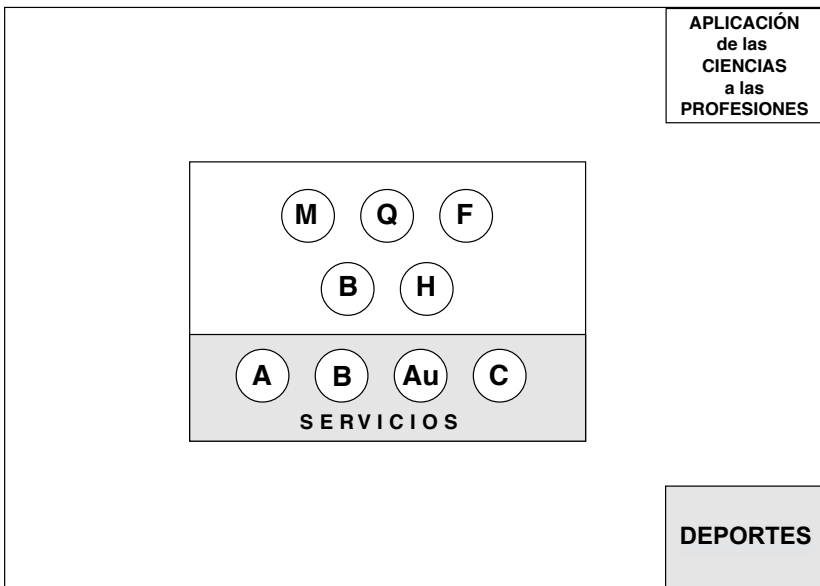 APLICACIÓN
de las
CIENCIAS
a las
PROFESIONES
M Q F
B H
A B Au C
SERVICIOS
DEPORTES